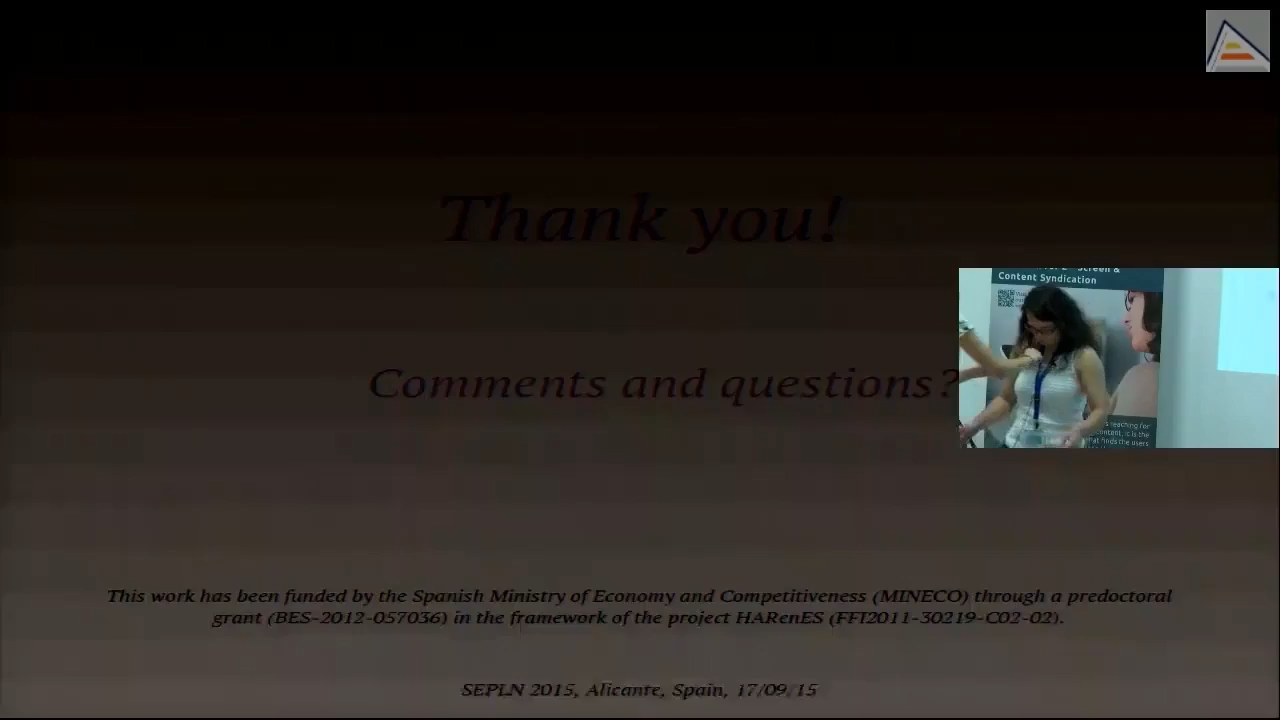 Thank you!
Content Syndication
Comments and questions?
This work has been funded by the Spanish Ministry of Economy and Competitiveness (MINECO) through a predoctoral
grant (BES-2012-057036) in the framework of the project HARenES (FFI2011-30219-C02-02).
SEPLN 2015, Alicante, Spain, 17/09/15